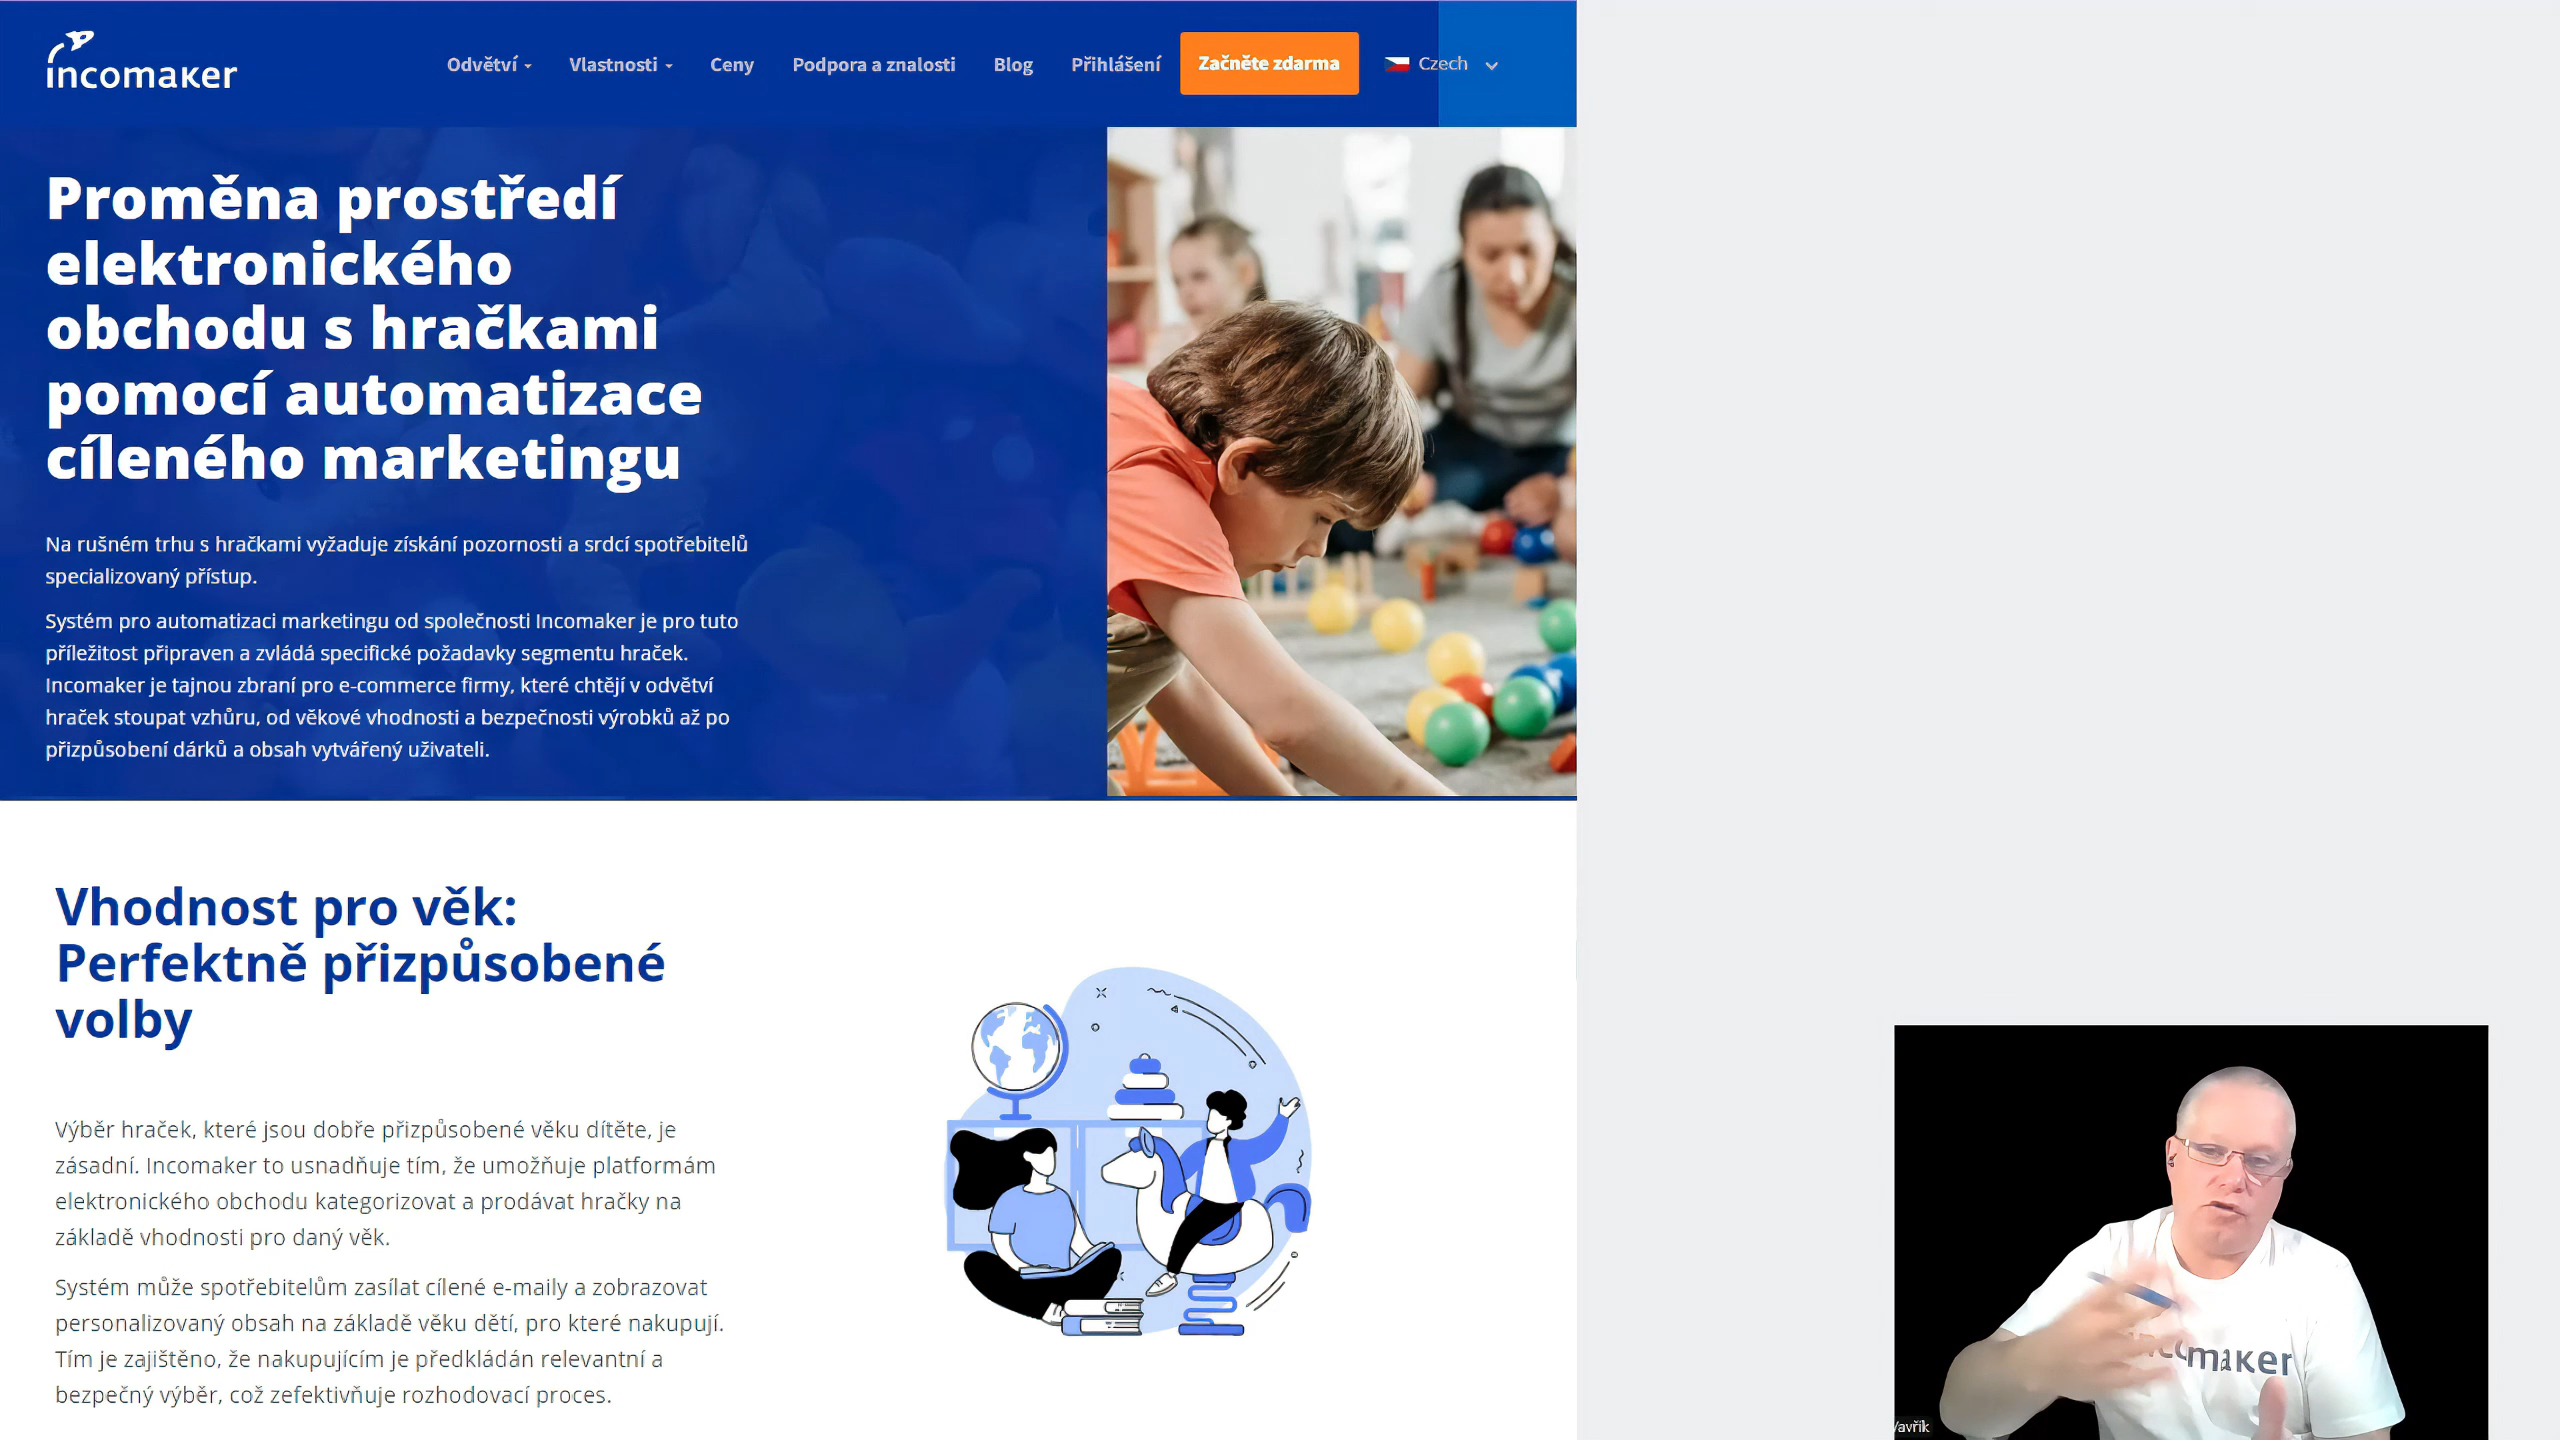 incomaker
Odvětví
Vlastnosti
Ceny
Podpora a znalosti
Blog
Přihlášení
Začněte zdarma
Czech
Proměna prostředí
elektronického
obchodu s hračkami
pomocí automatizace
cíleného marketingu
Na rušném trhu s hračkami vyžaduje získání pozornosti a srdcí spotřebitelů
specializovaný přístup.
Systém pro automatizaci marketingu od společnosti Incomaker je pro tuto
příležitost připraven a zvládá specifické požadavky segmentu hraček.
Incomaker je tajnou zbraní pro e-commerce firmy, které chtějí v odvětví
hraček stoupat vzhůru, od věkové vhodnosti a bezpečnosti výrobků až po
přizpůsobení dárků a obsah vytvářený uživateli.
Vhodnost pro věk:
Perfektně přizpůsobené
volby
Výběr hraček, které jsou dobře přizpůsobené věku dítěte, je
zásadní. Incomaker to usnadňuje tím, že umožňuje platformám
elektronického obchodu kategorizovat a prodávat hračky na
základě vhodnosti pro daný věk.
Systém může spotřebitelům zasílat cílené e-maily a zobrazovat
personalizovaný obsah na základě věku dětí, pro které nakupují.
Tím je zajištěno, že nakupujícím je předkládán relevantní a
bezpečný výběr, což zefektivňuje rozhodovací proces.